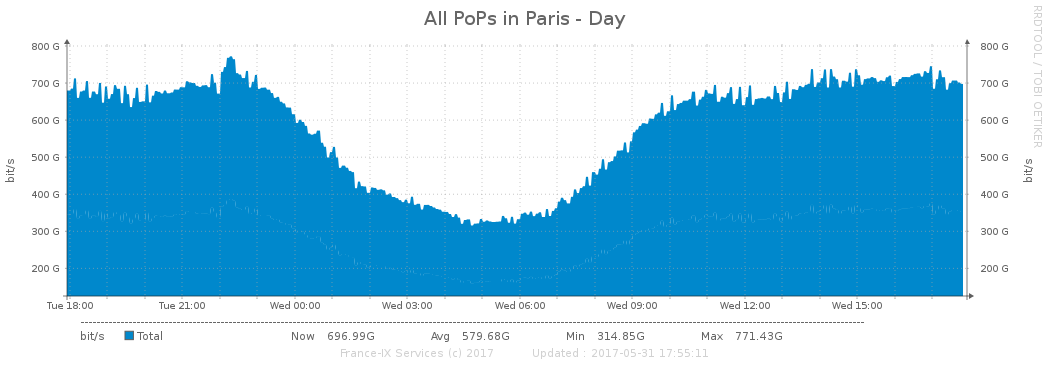 All PoPs in Paris - Day
RRDTOOL / TOBI OETIKER
800 G 800 G
700 G 700 G
600 G 600 G
500 G 500 G
400 G 400 G
300 G 300 G
200 G 200 G
bit/s bit/s
Tue 18:00 Tue 21:00 Wed 00:00 Wed 03:00 Wed 06:00 Wed 09:00 Wed 12:00 Wed 15:00
bit/s Total Now 696.99G Avg 579.68G Min 314.85G Max 771.43G
France-IX Services (c) 2017 Updated : 2017-05-31 17:55:11